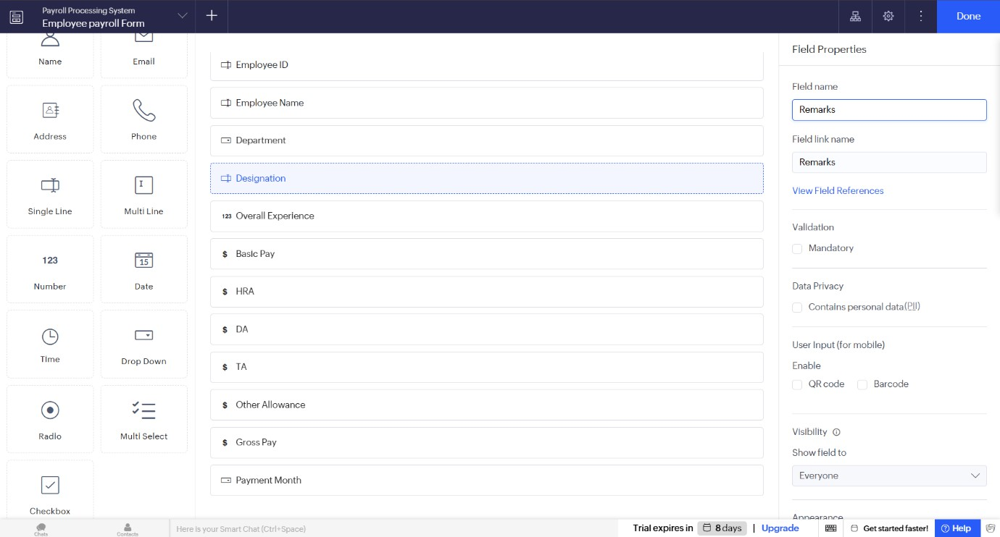 Payroll Processing System
Employee payroll Form
Done
Name
Email
Address
Phone
Single Line
Multi Line
123
Number
15
Date
Time
Drop Down
Radio
Multi Select
Checkbox
Employee ID
Employee Name
Department
Designation
123 Overall Experience
$ Basic Pay
$ HRA
$ DA
$ TA
$ Other Allowance
$ Gross Pay
Payment Month
Field Properties
Field name
Remarks
Field link name
Remarks
View Field References
Validation
Mandatory
Data Privacy
Contains personal data(PII)
User Input (for mobile)
Enable
QR code Barcode
Visibility
Show field to
Everyone
Appearance
Chats
Contacts
Here is your Smart Chat (Ctrl+Space)
Trial expires in 8 days | Upgrade
Get started faster!
Help